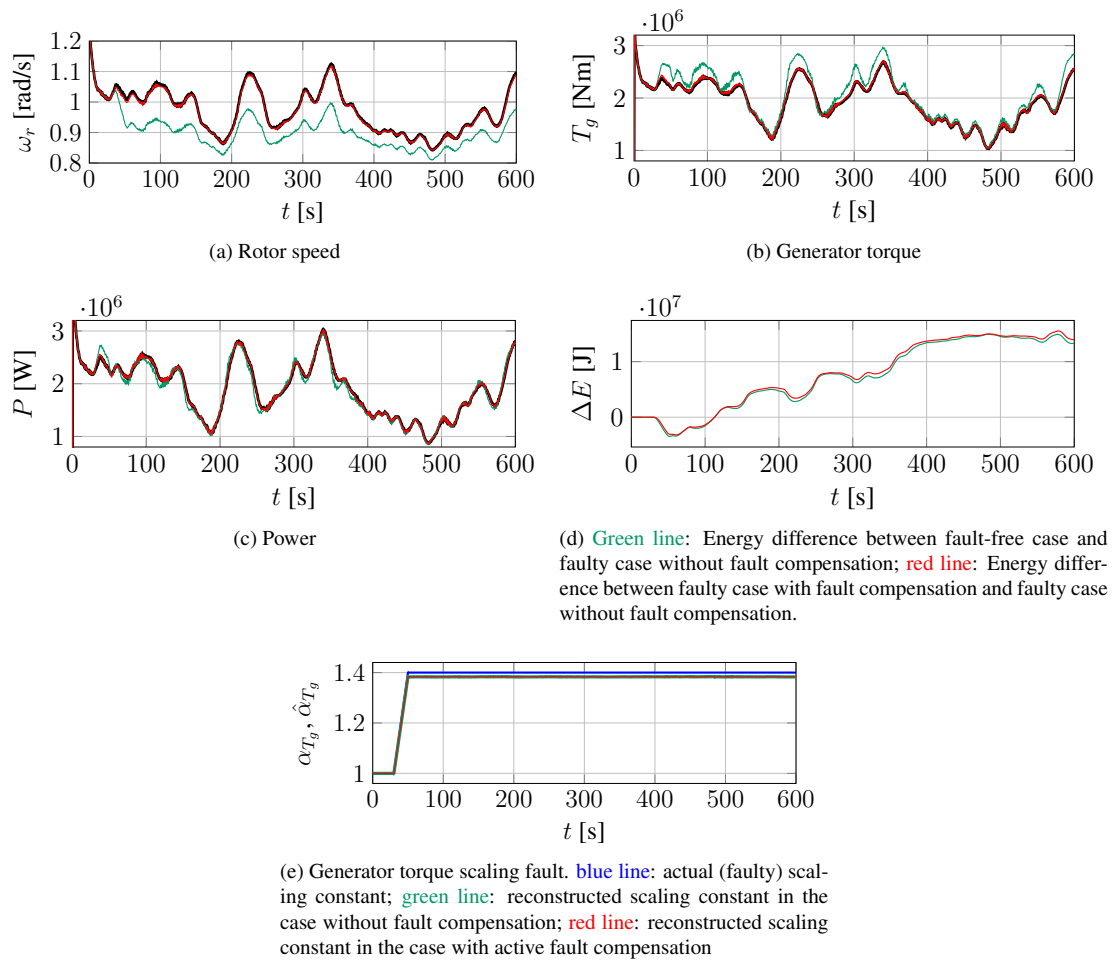 1.2
1.1
1
0.9
0.8
ω_r [rad/s]
0 100 200 300 400 500 600
t [s]
(a) Rotor speed
·10^6
3
2
1
T_g [Nm]
0 100 200 300 400 500 600
t [s]
(b) Generator torque
·10^6
3
2
1
P [W]
0 100 200 300 400 500 600
t [s]
(c) Power
·10^7
1
0
ΔE [J]
0 100 200 300 400 500 600
t [s]
(d) Green line: Energy difference between fault-free case and
faulty case without fault compensation; red line: Energy differ-
ence between faulty case with fault compensation and faulty case
without fault compensation.
1.4
1.2
1
α_{T_g}, α̂_{T_g}
0 100 200 300 400 500 600
t [s]
(e) Generator torque scaling fault. blue line: actual (faulty) scal-
ing constant; green line: reconstructed scaling constant in the
case without fault compensation; red line: reconstructed scaling
constant in the case with active fault compensation